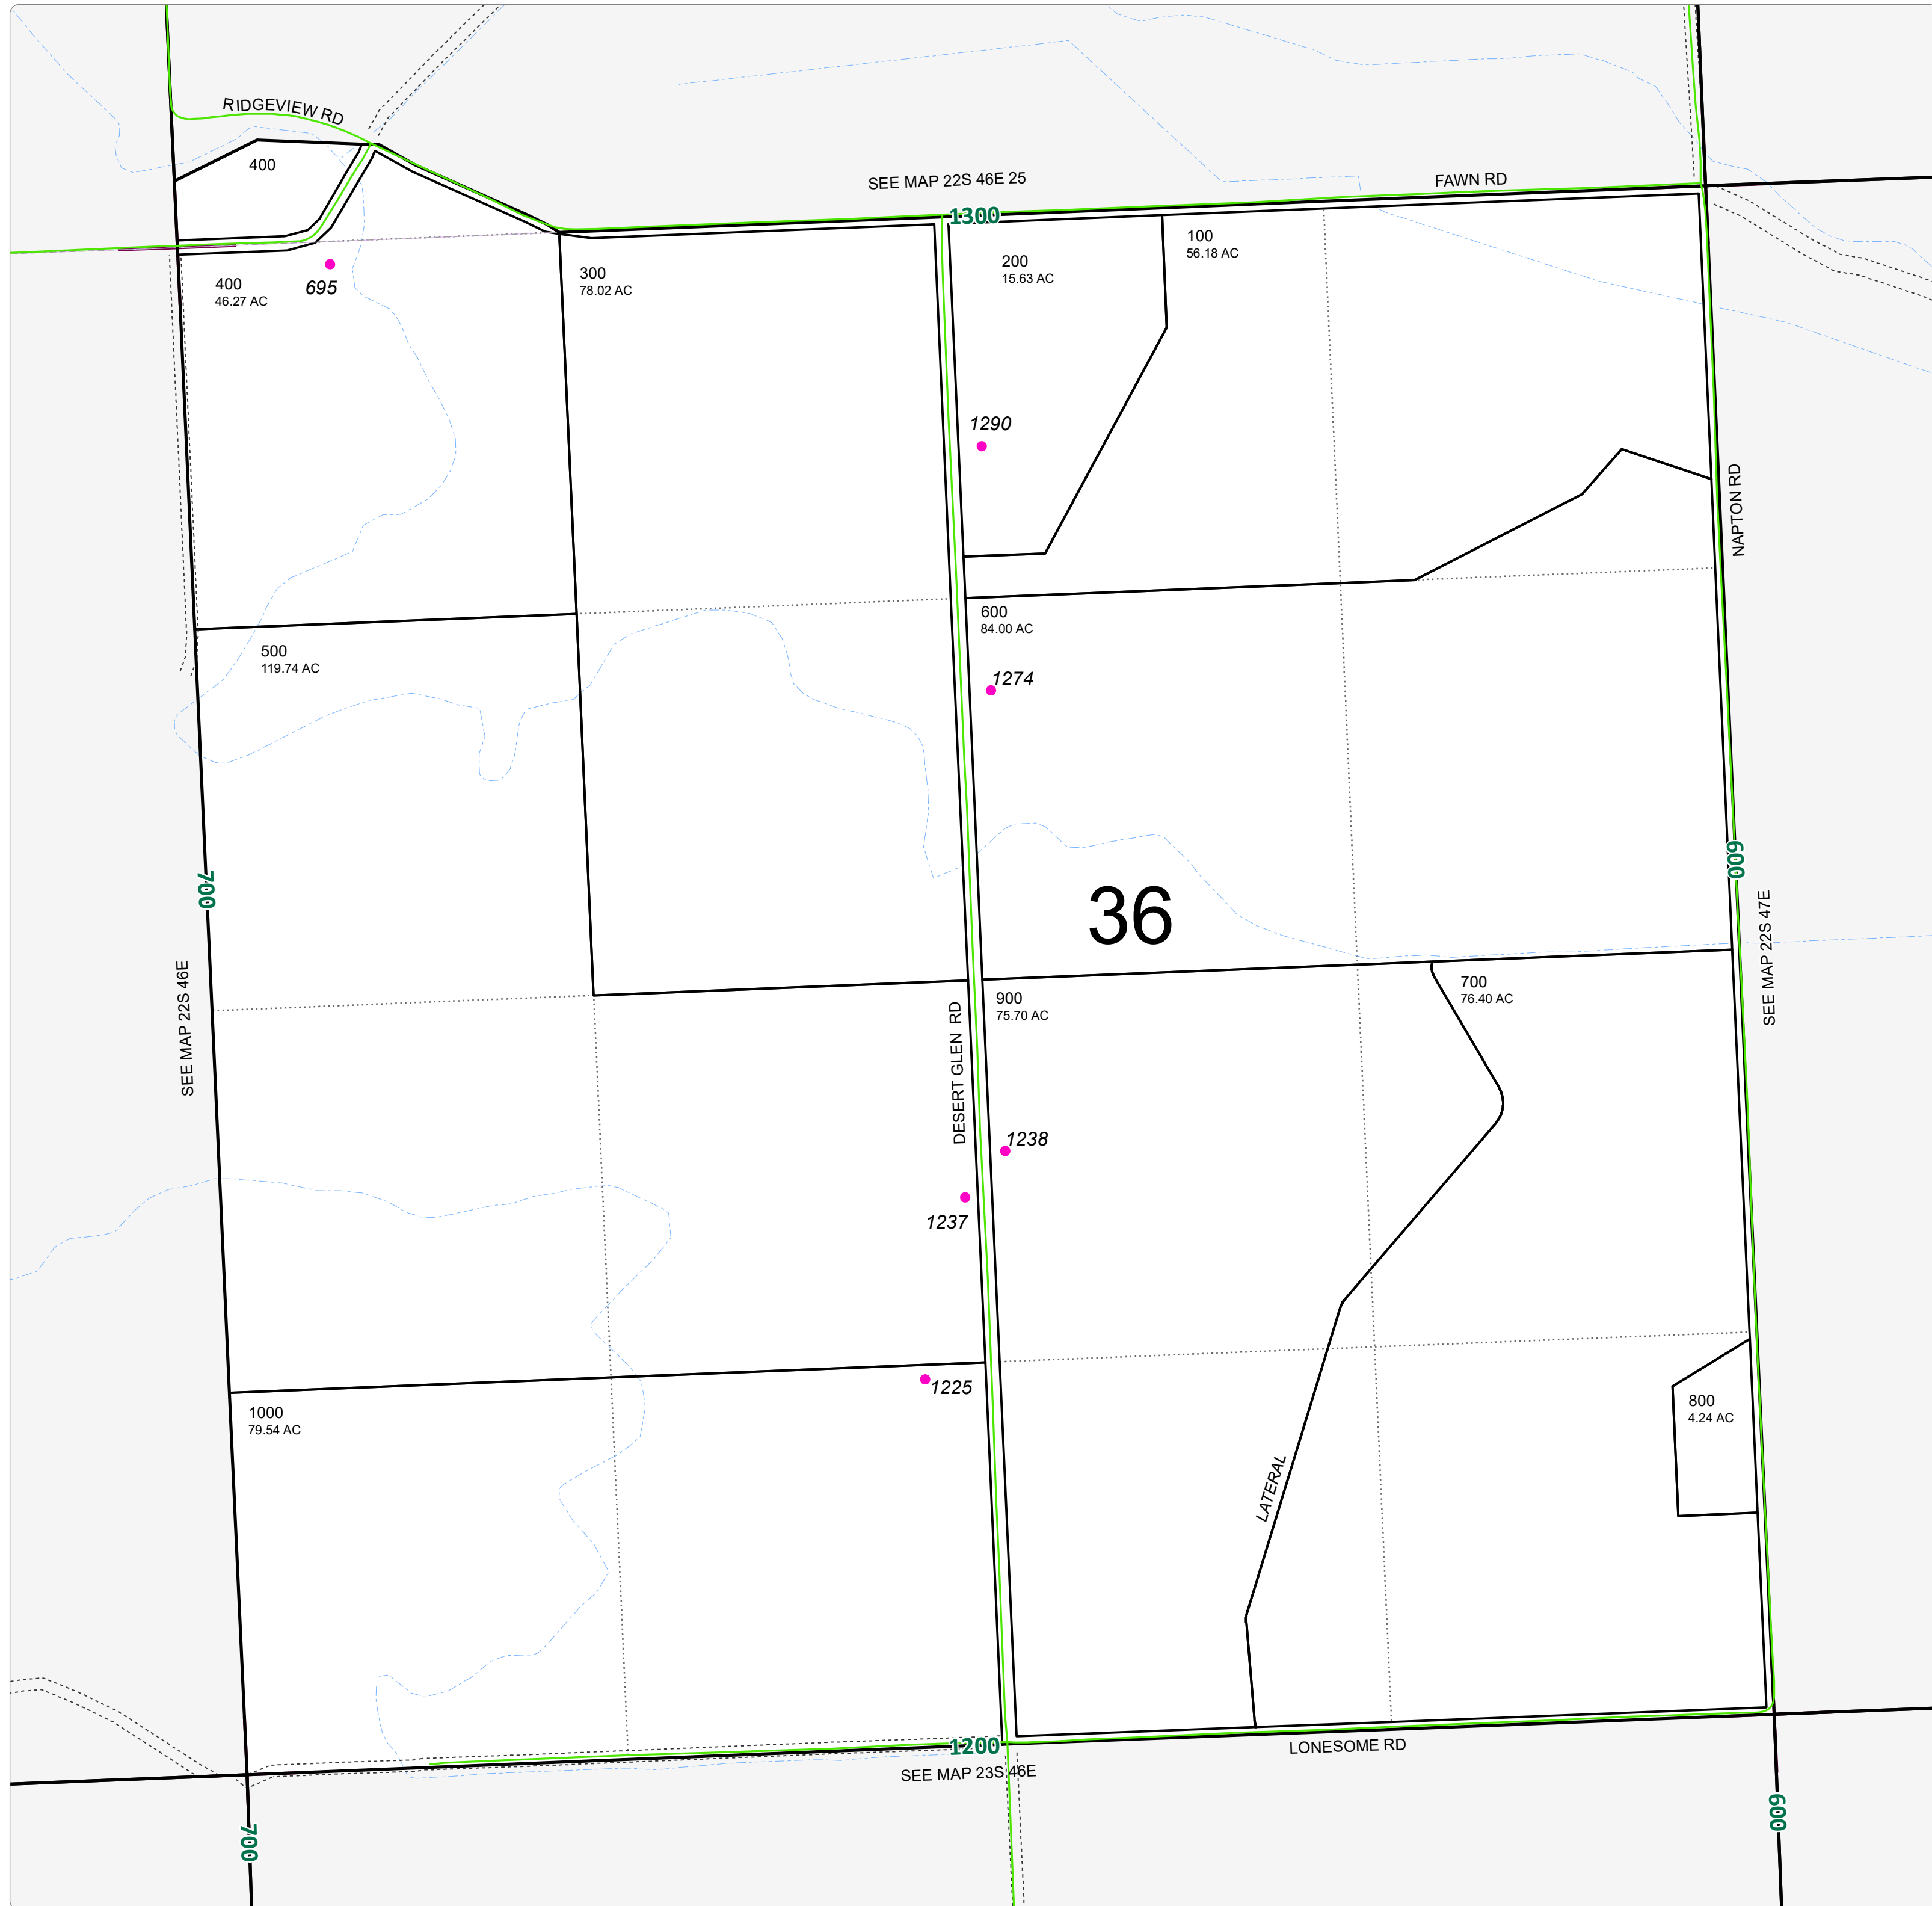 RIDGEVIEW RD
400
SEE MAP 22S 46E 25
FAWN RD
1300
400
46.27 AC
695
300
78.02 AC
200
15.63 AC
100
56.18 AC
1290
NAPTON RD
600
84.00 AC
500
119.74 AC
1274
700
36
600
SEE MAP 22S 46E
SEE MAP 22S 47E
DESERT GLEN RD
900
75.70 AC
700
76.40 AC
1238
1237
1225
1000
79.54 AC
800
4.24 AC
LATERAL
1200
LONESOME RD
SEE MAP 23S 46E
700
600